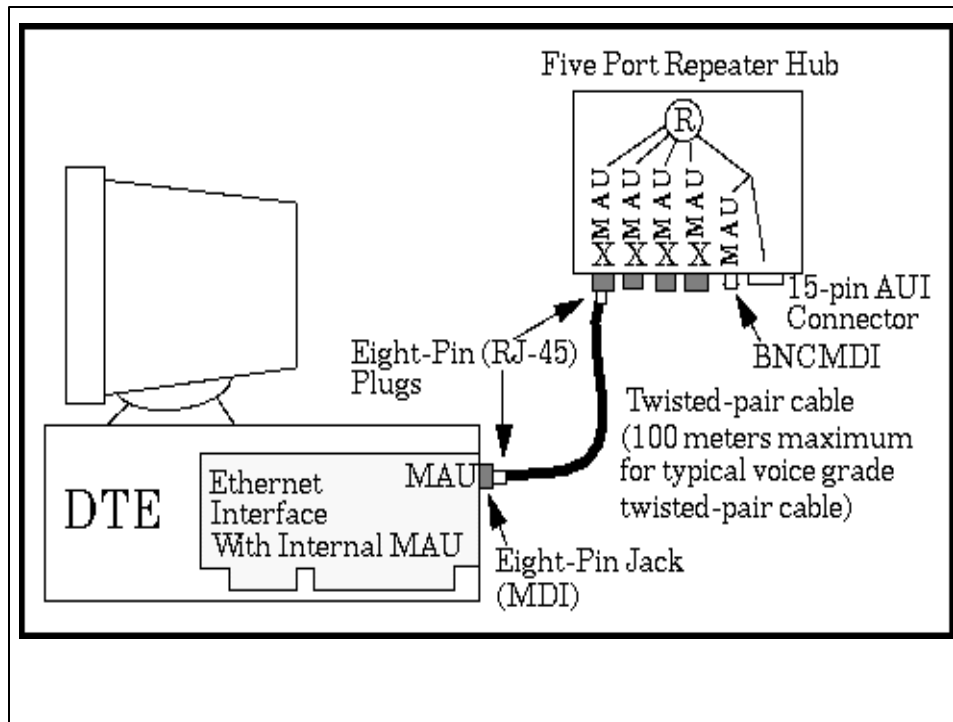 Five Port Repeater Hub
R
MAU MAU MAU MAU MAU
X X X X
15-pin AUI
Connector
BNCMDI
Eight-Pin (RJ-45)
Plugs
Twisted-pair cable
(100 meters maximum
for typical voice grade
twisted-pair cable)
DTE
MAU
Ethernet
Interface
With Internal MAU
Eight-Pin Jack
(MDI)